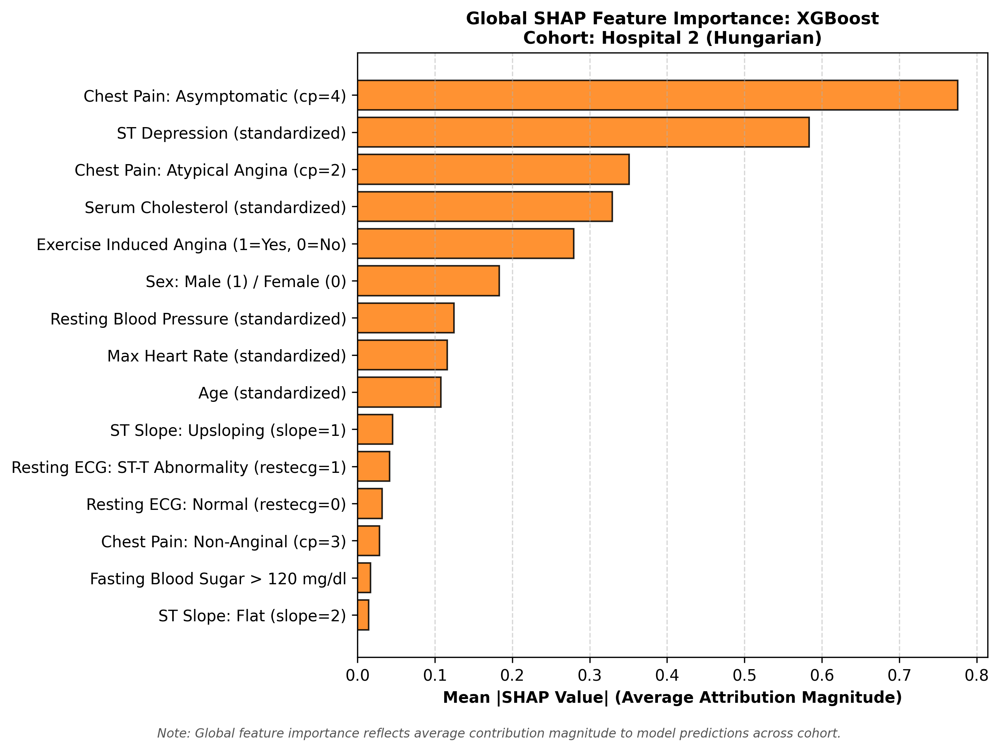 Global SHAP Feature Importance: XGBoost
Cohort: Hospital 2 (Hungarian)
Chest Pain: Asymptomatic (cp=4)
ST Depression (standardized)
Chest Pain: Atypical Angina (cp=2)
Serum Cholesterol (standardized)
Exercise Induced Angina (1=Yes, 0=No)
Sex: Male (1) / Female (0)
Resting Blood Pressure (standardized)
Max Heart Rate (standardized)
Age (standardized)
ST Slope: Upsloping (slope=1)
Resting ECG: ST-T Abnormality (restecg=1)
Resting ECG: Normal (restecg=0)
Chest Pain: Non-Anginal (cp=3)
Fasting Blood Sugar > 120 mg/dl
ST Slope: Flat (slope=2)
0.0 0.1 0.2 0.3 0.4 0.5 0.6 0.7 0.8
Mean |SHAP Value| (Average Attribution Magnitude)
Note: Global feature importance reflects average contribution magnitude to model predictions across cohort.